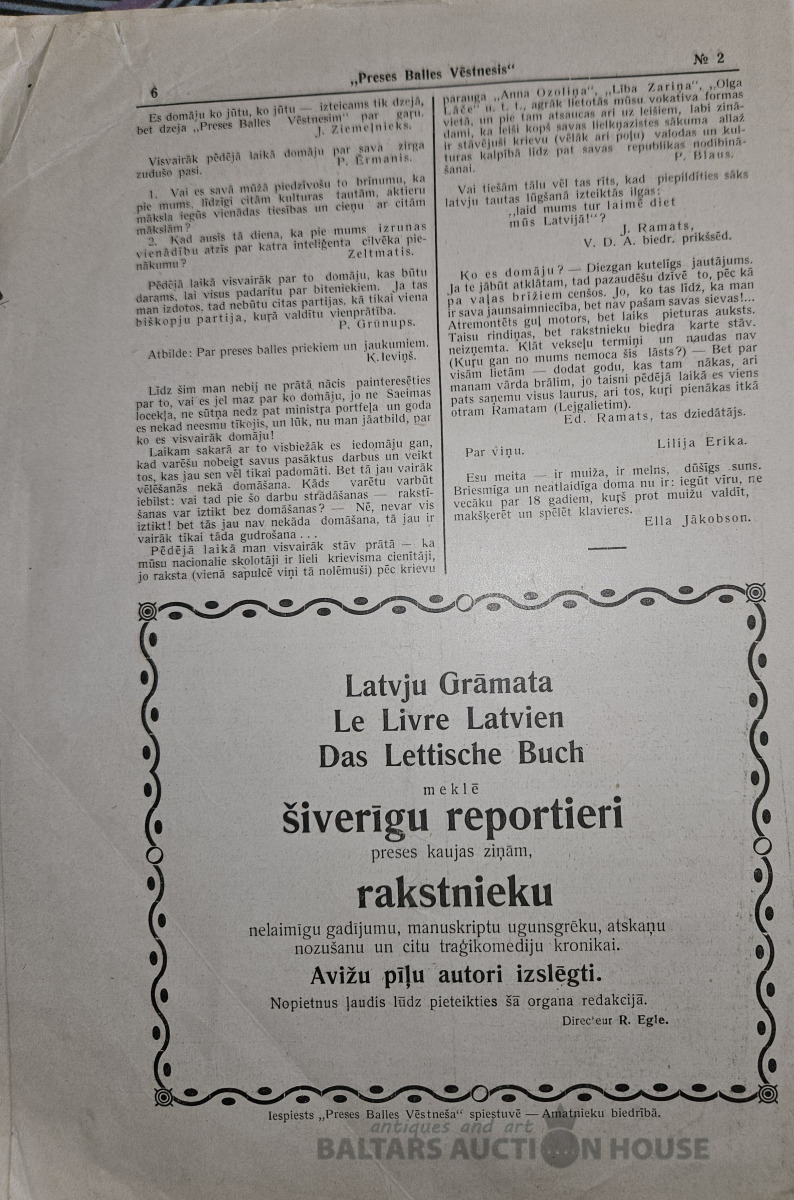 6
„Preses Balles Vēstnesis“
№ 2
Es domāju ko jūtu, ko jūtu — izteicams tik dzejā,
bet dzeja „Preses Balles Vēstnesim“ par garu.
J. Ziemeļnieks.
Visvairāk pēdējā laikā domāju par sava zirga
zudušo pasi.
P. Ērmanis.
1. Vai es savā mūžā piedzīvošu to brīnumu, ka
pie mums, līdzīgi citām kulturas tautām, aktieru
māksla iegūs vienādas tiesības un cieņu ar citām
mākslām?
2. Kad ausīs tā diena, ka pie mums izrunas
vienādību atzīs par katra inteliģenta cilvēka pie-
nākumu?
Zeltmatis.
Pēdējā laikā visvairāk par to domāju, kas būtu
darams, lai visus padarītu par biteniekiem. Ja tas
man izdotos, tad nebūtu citas partijas, kā tikai viena
biškopju partija, kuŗā valdītu vienprātība.
P. Grūnups.
Atbilde: Par preses balles priekiem un jaukumiem.
K. Ieviņš.
Līdz šim man nebij ne prātā nācis painteresēties
par to, vai es jel maz par ko domāju, jo ne Saeimas
locekļa, ne sūtņa nedz pat ministra portfeļa un goda
es nekad neesmu tīkojis, un lūk, nu man jāatbild, par
ko es visvairāk domāju!
Laikam sakarā ar to visbiežāk es iedomāju gan,
kad varēšu nobeigt savus pasāktus darbus un veikt
tos, kas jau sen vēl tikai padomāti. Bet tā jau vairāk
vēlēšanās nekā domāšana. Kāds varētu varbūt
iebilst: vai tad pie šo darbu strādāšanas — rakstī-
šanas var iztikt bez domāšanas? — Nē, nevar vis
iztikt! bet tās jau nav nekāda domāšana, tā jau ir
vairāk tikai tāda gudrošana . . .
Pēdējā laikā man visvairāk stāv prātā — ka
mūsu nacionalie skolotāji ir lieli krievisma cienītāji,
jo raksta (vienā sapulcē viņi tā nolēmuši) pēc krievu
parauga „Anna Ozoliņa“, „Lība Zariņa“, „Olga
Lāče“ u. t. t., agrāk lietotās mūsu vokatīva formas
vietā, un pie tam atsaucas ari uz leišiem, labi zinā-
dami, ka leiši kopš savas lielkņazistes sākuma allaž
ir stāvējuši krievu (vēlāk ari poļu) valodas un kul-
turas kalpībā līdz pat savas republikas nodibinā-
šanai.
P. Blaus.
Vai tiešām tālu vel tas rīts, kad piepildīties sāks
latvju tautas lūgšanā izteiktās ilgas:
„laid mums tur laimē diet
mūs Latvijā!“?
J. Ramats,
V. D. A. biedr. prikšsēd.
Ko es domāju? — Diezgan kutelīgs jautājums.
Ja te jābūt atklātam, tad pazaudēšu dzīvē to, pēc kā
pa vaļas brīžiem cenšos. Jo, ko tas līdz, ka man
ir sava jaunsaimniecība, bet nav pašam savas sievas!...
Atremontēts guļ motors, bet laiks pieturas auksts.
Taisu rindiņas, bet rakstnieku biedra karte stāv.
neizņemta. Klāt vekseļu termiņi un naudas nav
(Kuŗu gan no mums nemoca šis lāsts?) — Bet par
visām lietām — dodat godu, kas tam nākas, ari
manam vārda brālim, jo taisni pēdējā laikā es viens
pats saņemu visus laurus, ari tos, kuŗi pienākas itkā
otram Ramatam (Lejgalietim).
Ed. Ramats, tas dziedātājs.
Par viņu.
Lilija Ērika.
Esu meita — ir muiža, ir melns, dūšīgs suns.
Briesmīga un neatlaidīga doma nu ir: iegūt vīru, ne
vecāku par 18 gadiem, kuŗš prot muižu valdīt,
makšķerēt un spēlēt klavieres.
Ella Jākobson.
Latvju Grāmata
Le Livre Latvien
Das Lettische Buch
meklē
šiverīgu reportieri
preses kaujas ziņām,
rakstnieku
nelaimīgu gadījumu, manuskriptu ugunsgrēku, atskaņu
nozušanu un citu traģikomediju kronikai.
Avižu pīļu autori izslēgti.
Nopietnus ļaudis lūdz pieteikties šā organa redakcijā.
Direc'eur R. Egle.
Iespiests „Preses Balles Vēstneša“ spiestuvē — Amatnieku biedrībā.
antiques and art
BALTARS AUCTION HOUSE